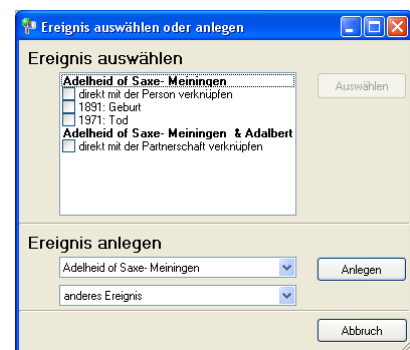 Ereignis auswählen oder anlegen
Ereignis auswählen
Adelheid of Saxe- Meiningen
direkt mit der Person verknüpfen
1891: Geburt
1971: Tod
Adelheid of Saxe- Meiningen & Adalbert
direkt mit der Partnerschaft verknüpfen
Auswählen
Ereignis anlegen
Adelheid of Saxe- Meiningen
Anlegen
anderes Ereignis
Abbruch